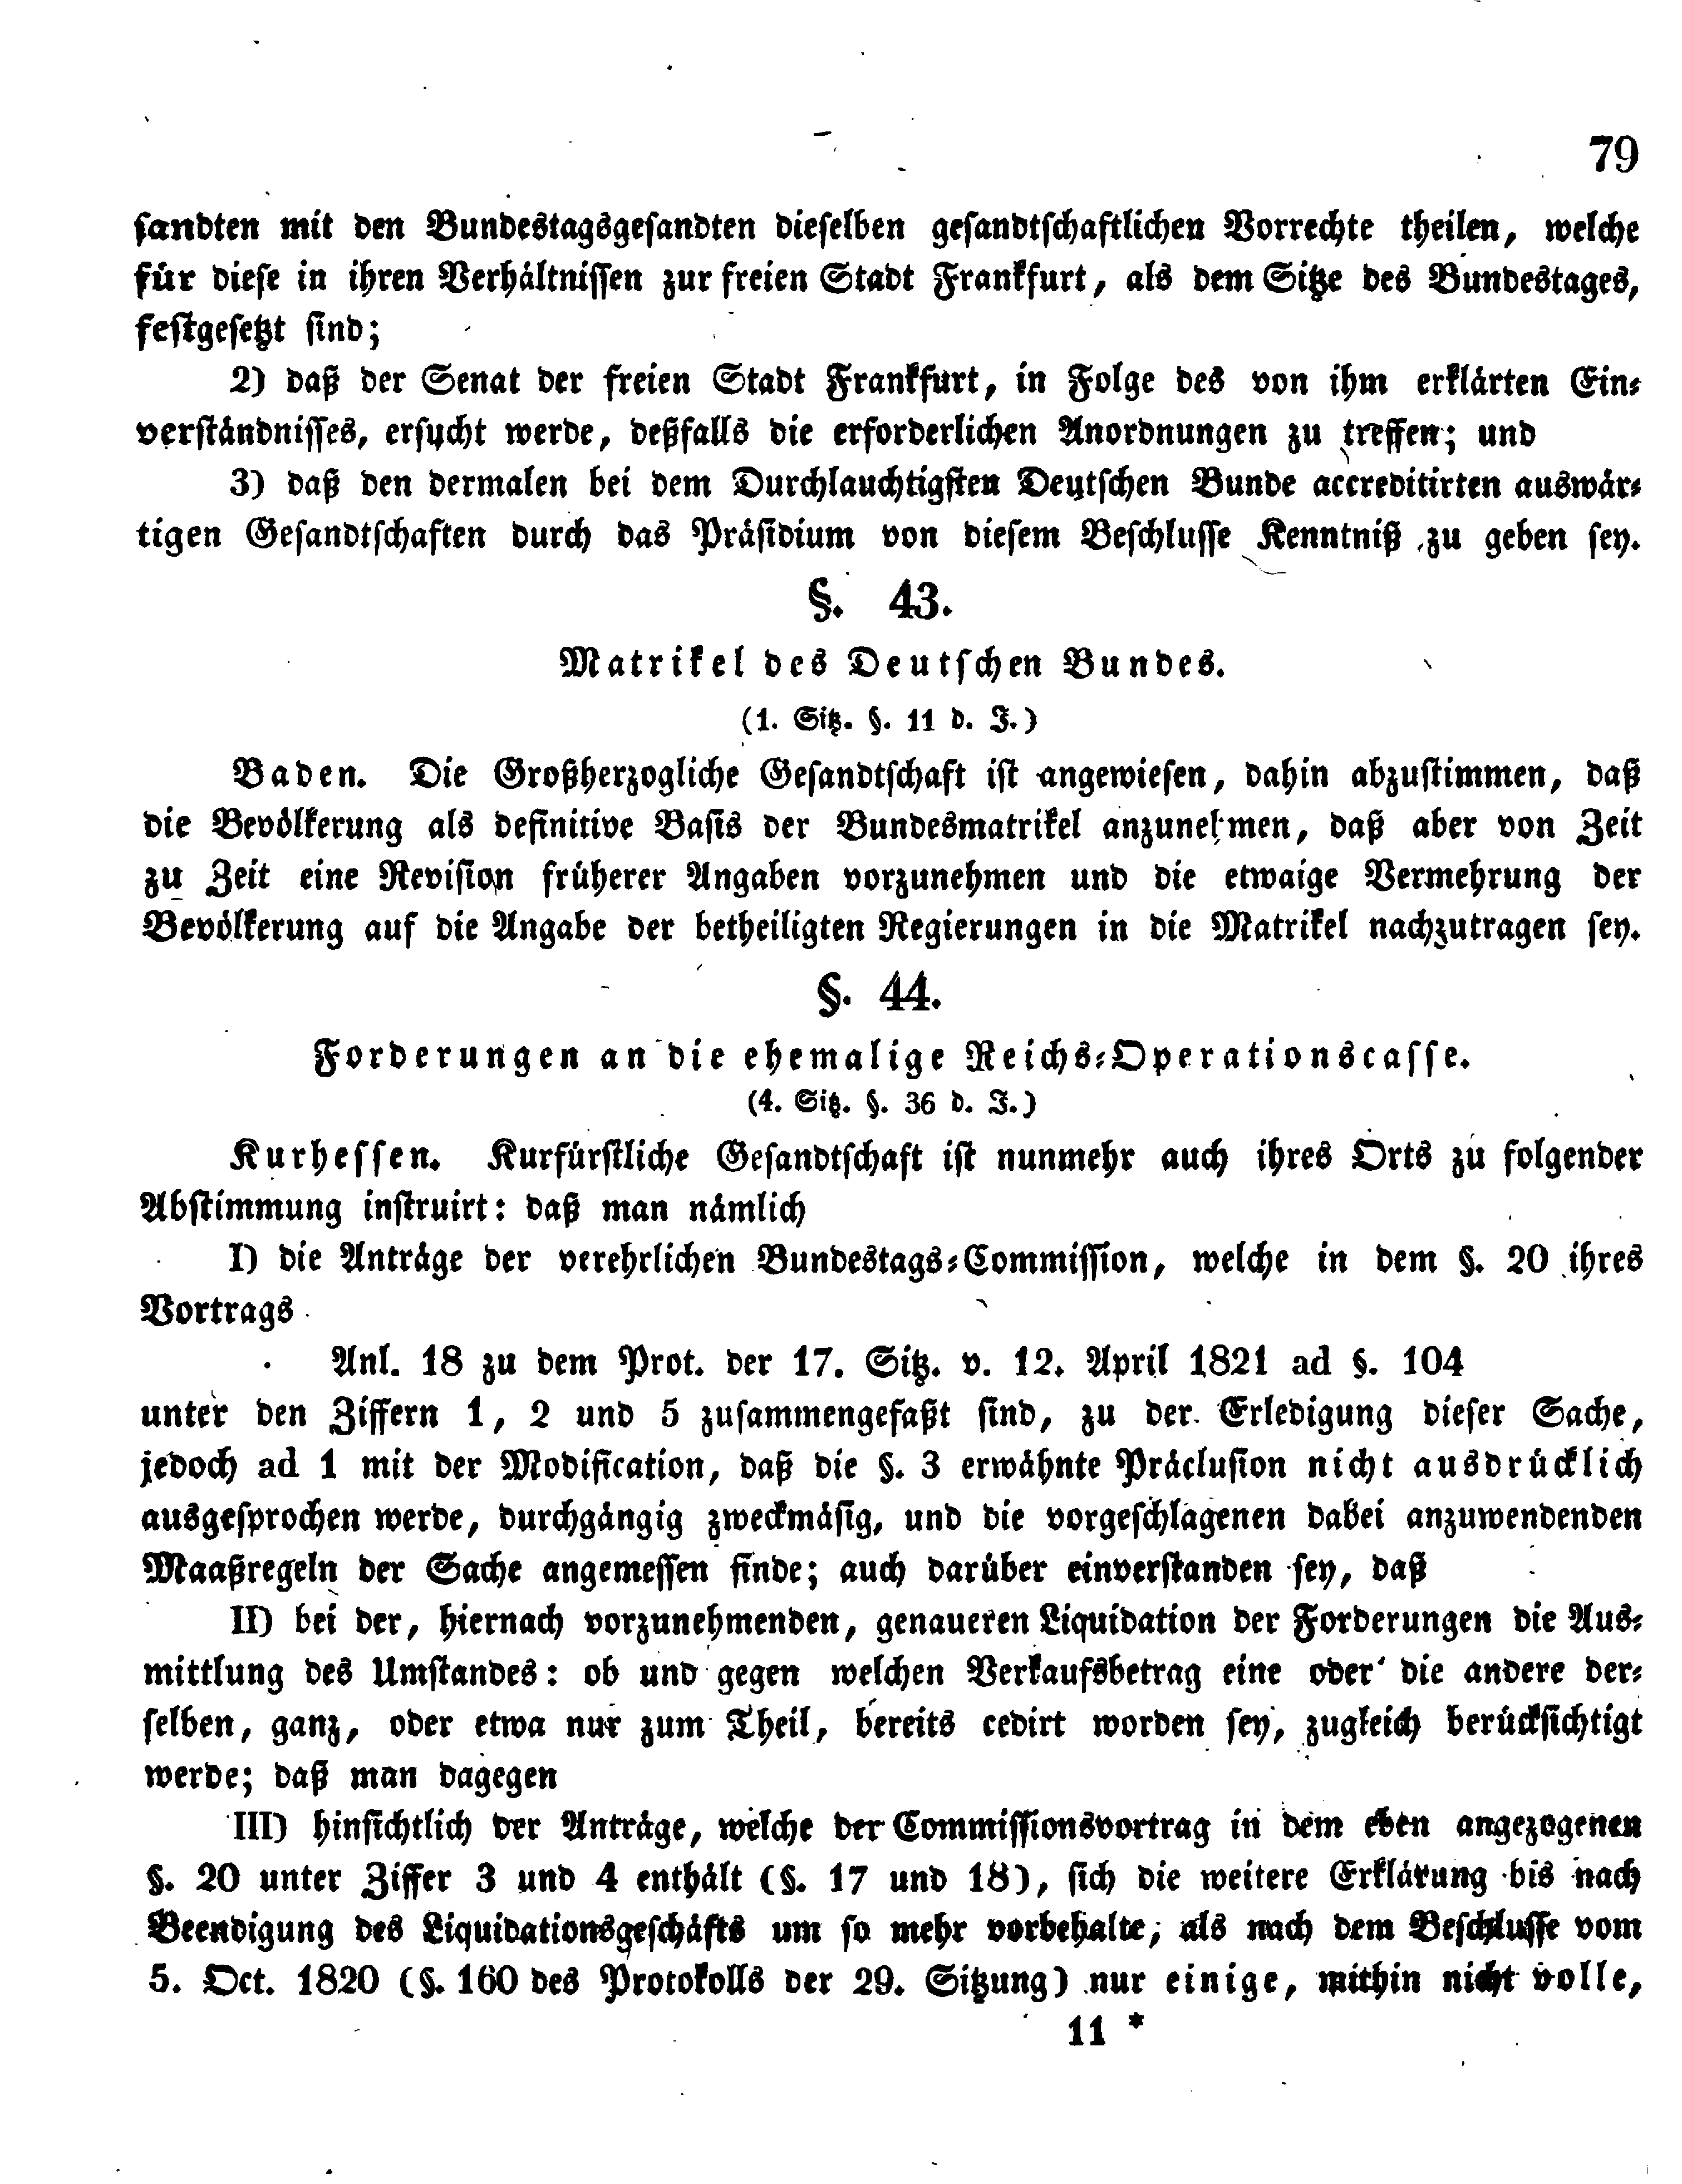 79
sandten mit den Bundestagsgesandten dieselben gesandtschaftlichen Vorrechte theilen, welche
für diese in ihren Verhältnissen zur freien Stadt Frankfurt, als dem Sitze des Bundestages,
festgesetzt sind;
2) daß der Senat der freien Stadt Frankfurt, in Folge des von ihm erklärten Ein-
verständnisses, ersucht werde, deßfalls die erforderlichen Anordnungen zu treffen; und
3) daß den dermalen bei dem Durchlauchtigsten Deutschen Bunde accreditirten auswär-
tigen Gesandtschaften durch das Präsidium von diesem Beschlusse Kenntniß zu geben sey.
§. 43.
Matrikel des Deutschen Bundes.
(1. Sitz. §. 11 d. J.)
Baden. Die Großherzogliche Gesandtschaft ist angewiesen, dahin abzustimmen, daß
die Bevölkerung als definitive Basis der Bundesmatrikel anzunehmen, daß aber von Zeit
zu Zeit eine Revision früherer Angaben vorzunehmen und die etwaige Vermehrung der
Bevölkerung auf die Angabe der betheiligten Regierungen in die Matrikel nachzutragen sey.
§. 44.
Forderungen an die ehemalige Reichs-Operationscasse.
(4. Sitz. §. 36 d. J.)
Kurhessen. Kurfürstliche Gesandtschaft ist nunmehr auch ihres Orts zu folgender
Abstimmung instruirt: daß man nämlich
I) die Anträge der verehrlichen Bundestags-Commission, welche in dem §. 20 ihres
Vortrags
Anl. 18 zu dem Prot. der 17. Sitz. v. 12. April 1821 ad §. 104
unter den Ziffern 1, 2 und 5 zusammengefaßt sind, zu der Erledigung dieser Sache,
jedoch ad 1 mit der Modification, daß die §. 3 erwähnte Präclusion nicht ausdrücklich
ausgesprochen werde, durchgängig zweckmäsig, und die vorgeschlagenen dabei anzuwendenden
Maaßregeln der Sache angemessen finde; auch darüber einverstanden sey, daß
II) bei der, hiernach vorzunehmenden, genaueren Liquidation der Forderungen die Aus-
mittlung des Umstandes: ob und gegen welchen Verkaufsbetrag eine oder die andere der-
selben, ganz, oder etwa nur zum Theil, bereits cedirt worden sey, zugleich berücksichtigt
werde; daß man dagegen
III) hinsichtlich der Anträge, welche der Commissionsvortrag in dem eben angezogenen
§. 20 unter Ziffer 3 und 4 enthält (§. 17 und 18), sich die weitere Erklärung bis nach
Beendigung des Liquidationsgeschäfts um so mehr vorbehalte, als nach dem Beschlusse vom
5. Oct. 1820 (§. 160 des Protokolls der 29. Sitzung) nur einige, mithin nicht volle,
11 *